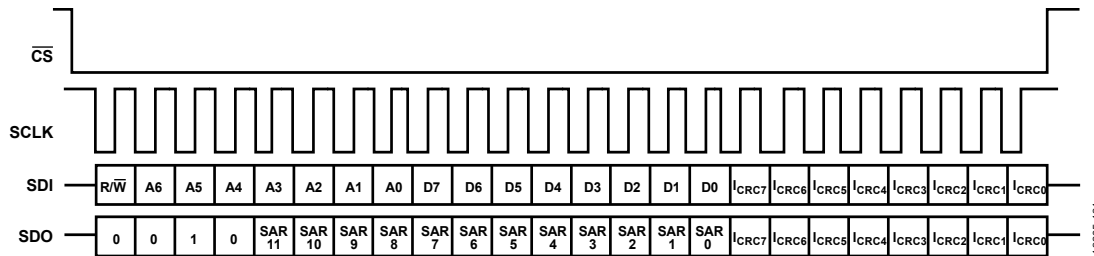 CS
SCLK
SDI R/W A6 A5 A4 A3 A2 A1 A0 D7 D6 D5 D4 D3 D2 D1 D0 ICRC7 ICRC6 ICRC5 ICRC4 ICRC3 ICRC2 ICRC1 ICRC0
SDO 0 0 1 0 SAR 11 SAR 10 SAR 9 SAR 8 SAR 7 SAR 6 SAR 5 SAR 4 SAR 3 SAR 2 SAR 1 SAR 0 ICRC7 ICRC6 ICRC5 ICRC4 ICRC3 ICRC2 ICRC1 ICRC0